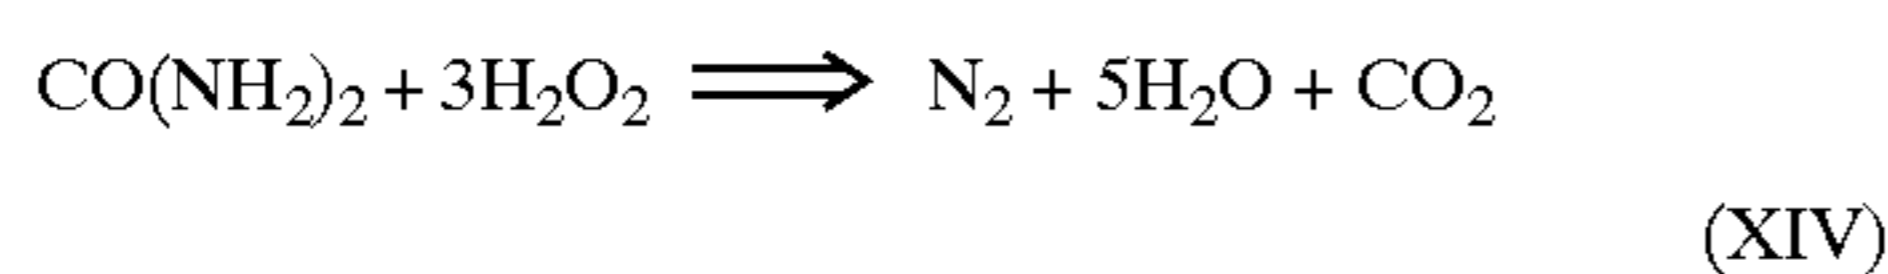 CO(NH₂)₂ + 3H₂O₂ ⟹ N₂ + 5H₂O + CO₂
(XIV)